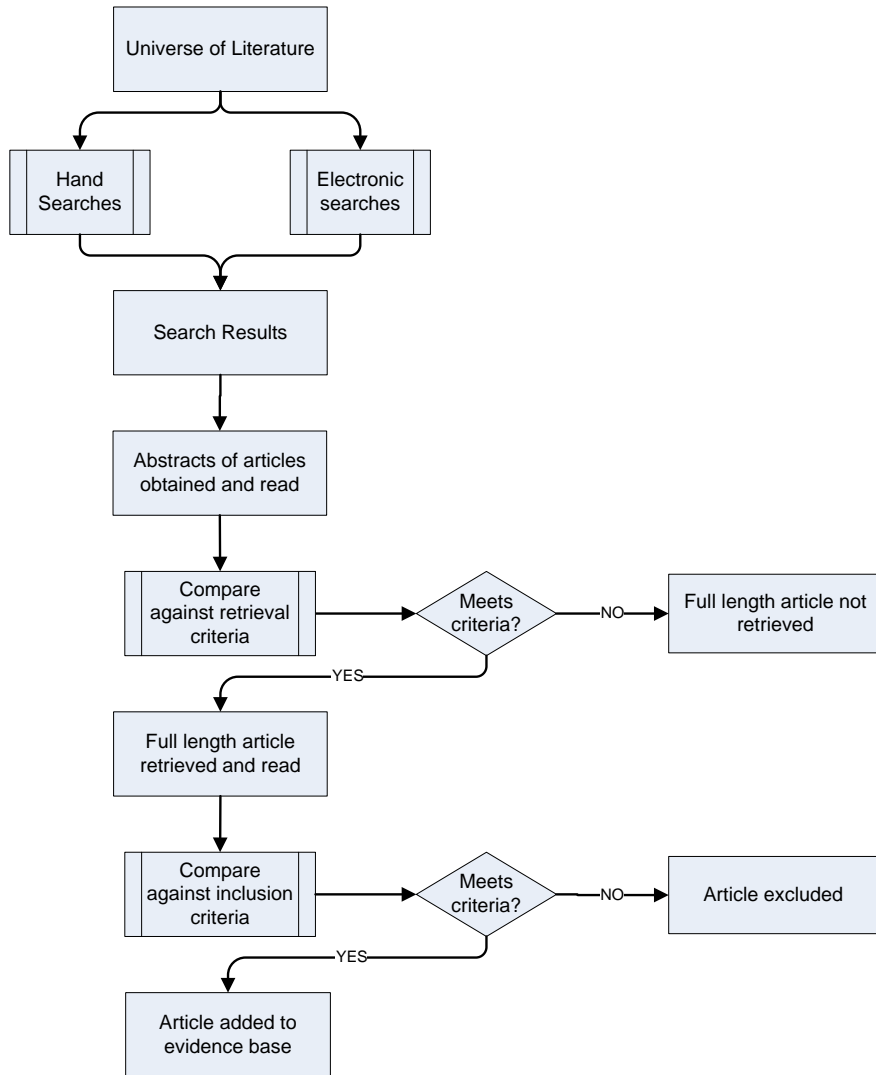 Universe of Literature
Hand
Searches
Electronic
searches
Search Results
Abstracts of articles
obtained and read
Compare
against retrieval
criteria
Meets
criteria?
NO
Full length article not
retrieved
YES
Full length article
retrieved and read
Compare
against inclusion
criteria
Meets
criteria?
NO
Article excluded
YES
Article added to
evidence base